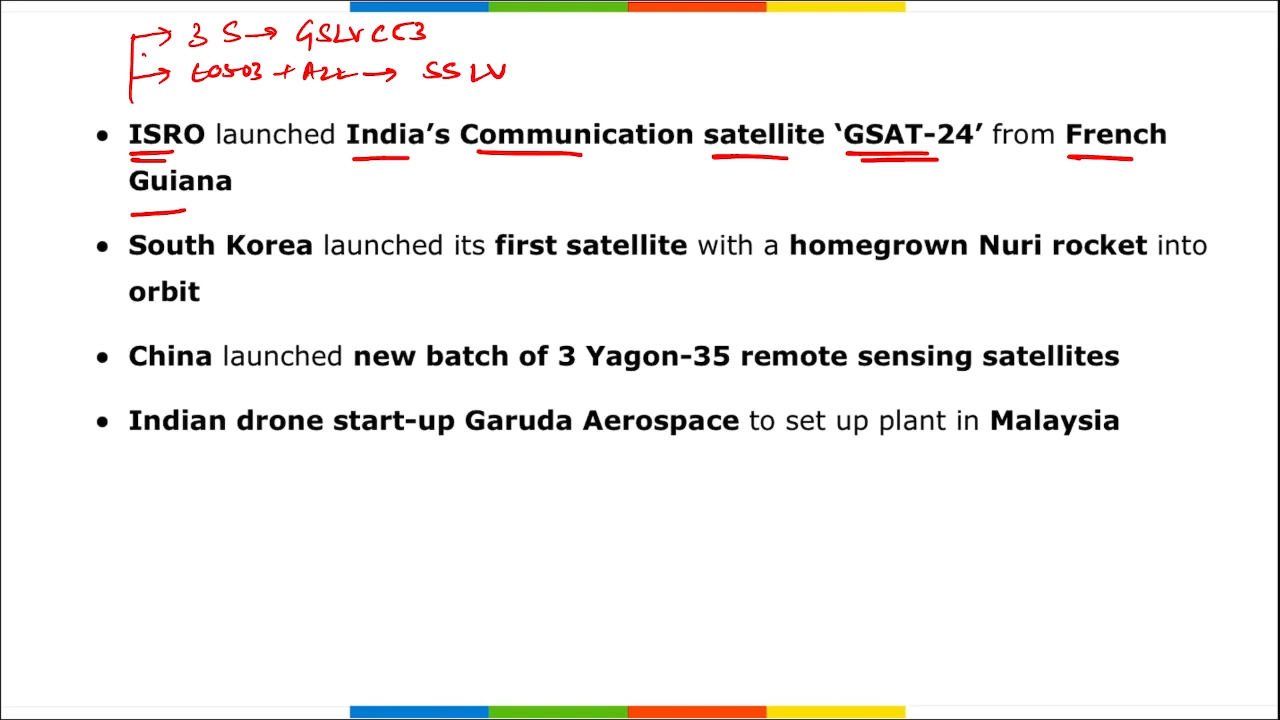 → 3 S → GSLV C53
→ EOS03 + AZK → SSLV
• ISRO launched India’s Communication satellite ‘GSAT-24’ from French
Guiana
• South Korea launched its first satellite with a homegrown Nuri rocket into
orbit
• China launched new batch of 3 Yagon-35 remote sensing satellites
• Indian drone start-up Garuda Aerospace to set up plant in Malaysia